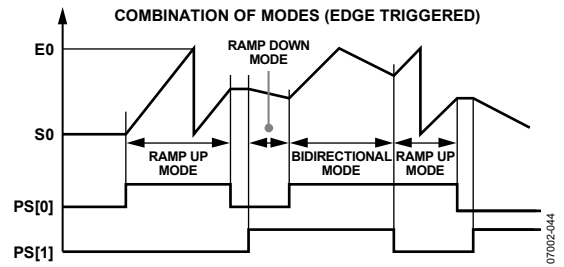 COMBINATION OF MODES (EDGE TRIGGERED)
E0
RAMP DOWN
MODE
S0
RAMP UP
MODE
BIDIRECTIONAL
MODE
RAMP UP
MODE
PS[0]
PS[1]
07002-044